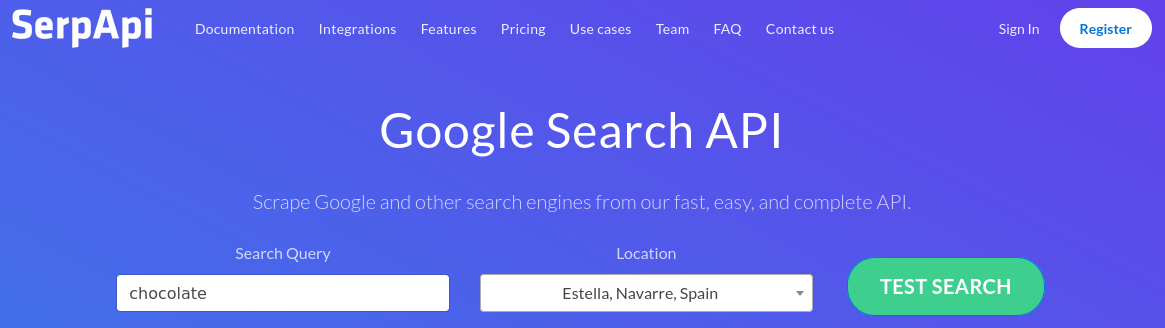 SerpApi Documentation Integrations Features Pricing Use cases Team FAQ Contact us Sign In Register
Google Search API
Scrape Google and other search engines from our fast, easy, and complete API.
Search Query Location
chocolate Estella, Navarre, Spain TEST SEARCH